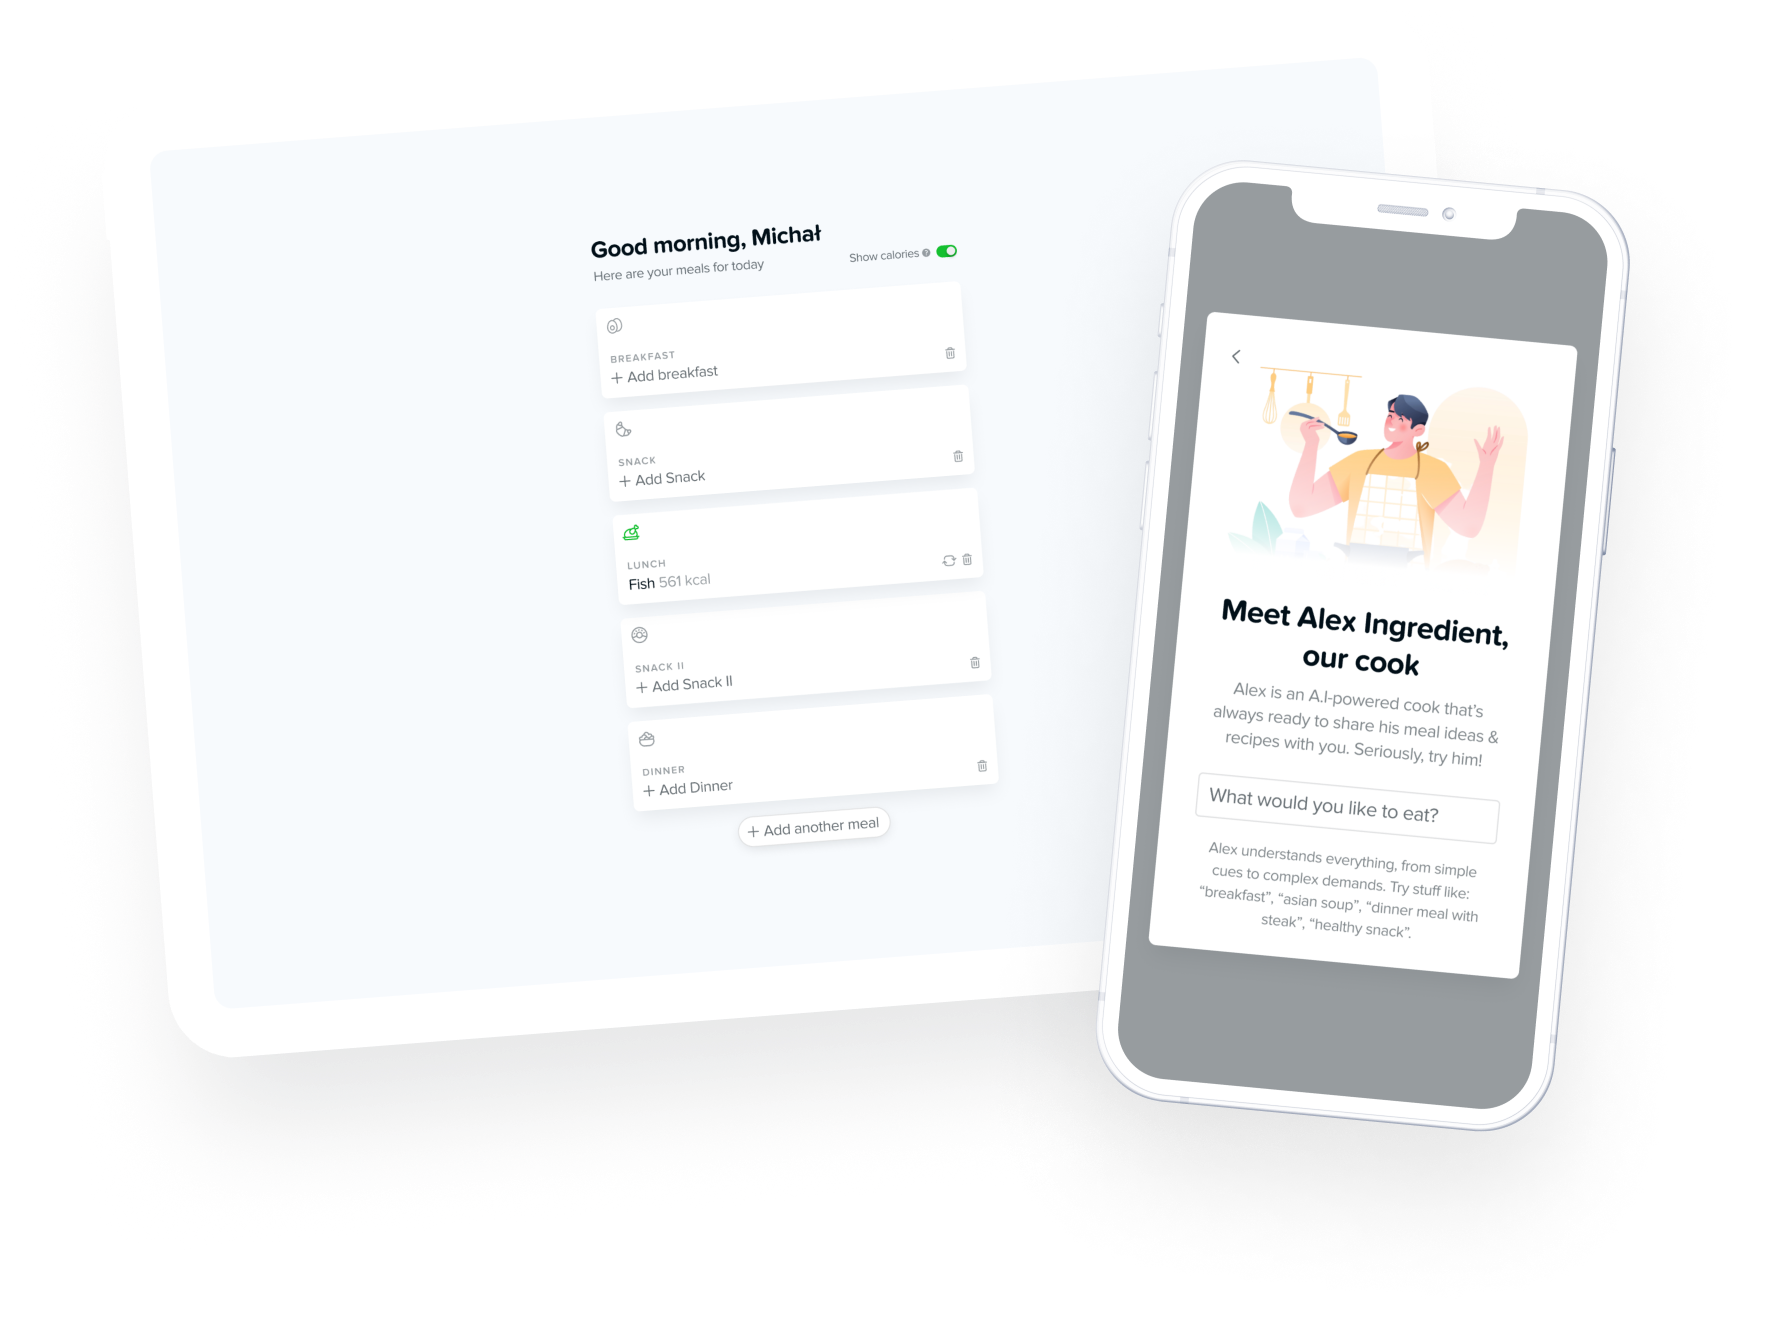 Good morning, Michał
Here are your meals for today
Show calories
BREAKFAST
+ Add breakfast
SNACK
+ Add Snack
LUNCH
Fish 561 kcal
SNACK II
+ Add Snack II
DINNER
+ Add Dinner
+ Add another meal
Meet Alex Ingredient,
our cook
Alex is an A.I-powered cook that's
always ready to share his meal ideas &
recipes with you. Seriously, try him!
What would you like to eat?
Alex understands everything, from simple
cues to complex demands. Try stuff like:
“breakfast”, “asian soup”, “dinner meal with
steak”, “healthy snack”.